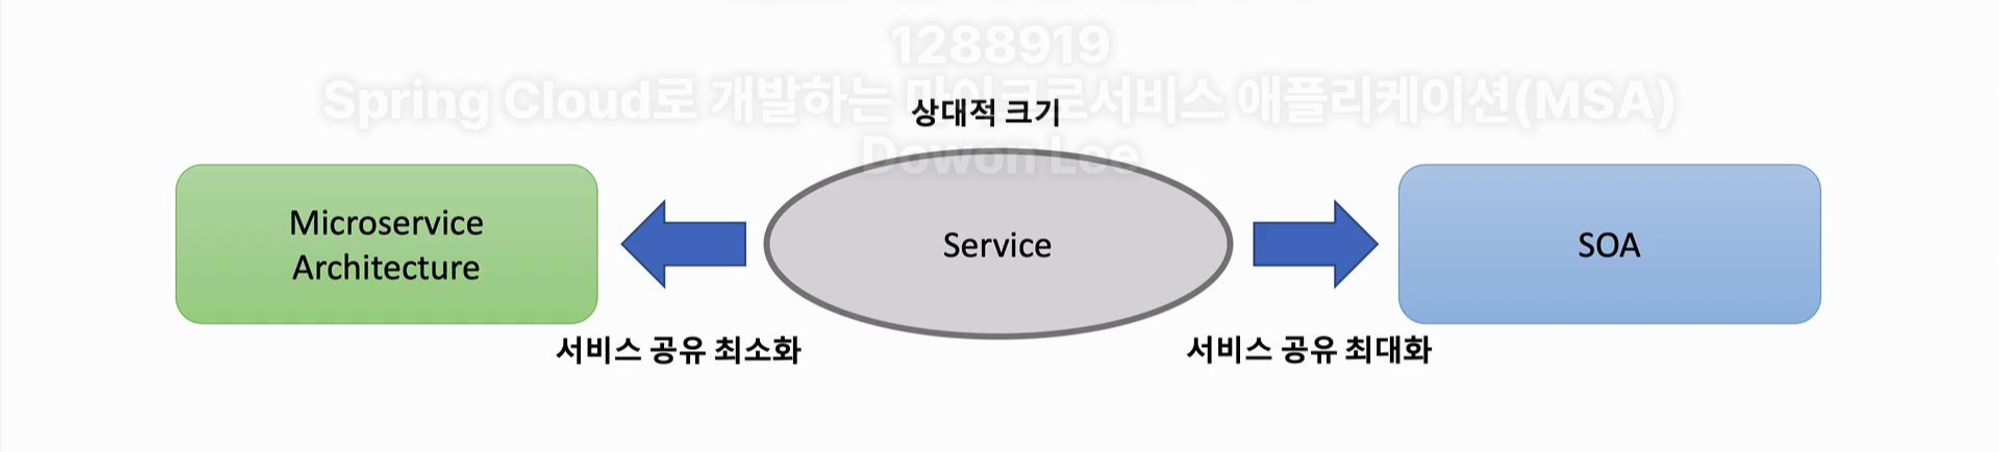 1288919
Spring Cloud로 개발하는 마이크로서비스 애플리케이션(MSA)
상대적 크기
Dowon Lee
Microservice
Architecture
Service
SOA
서비스 공유 최소화
서비스 공유 최대화